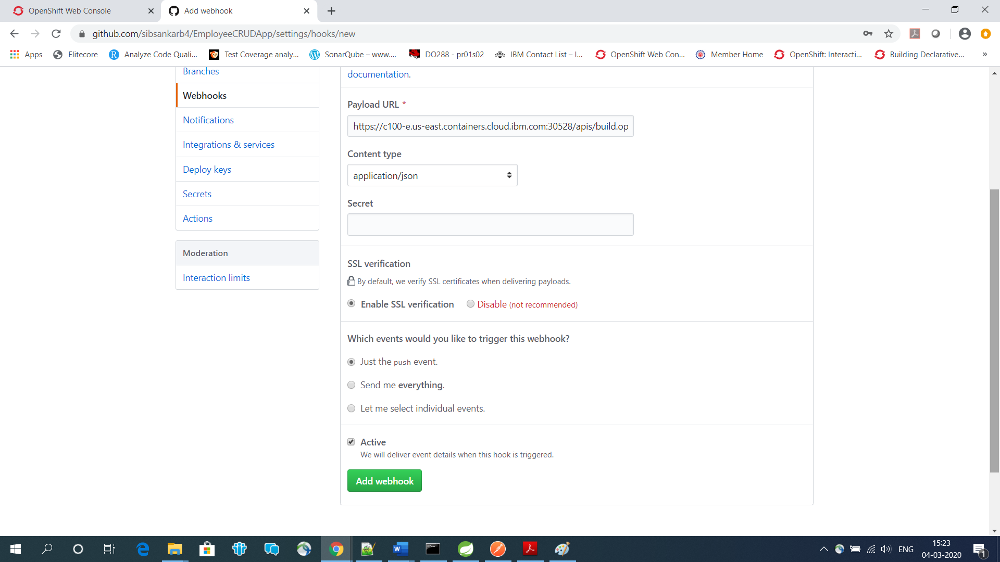 OpenShift Web Console
Add webhook
github.com/sibsankarb4/EmployeeCRUDApp/settings/hooks/new
Apps
Elitecore
Analyze Code Quali...
Test Coverage analy...
SonarQube – www....
DO288 - pr01s02
IBM Contact List – I...
OpenShift Web Con...
Member Home
OpenShift: Interacti...
Building Declarative...
»
Branches
Webhooks
Notifications
Integrations & services
Deploy keys
Secrets
Actions
Moderation
Interaction limits
documentation.
Payload URL *
https://c100-e.us-east.containers.cloud.ibm.com:30528/apis/build.op
Content type
application/json
Secret
SSL verification
By default, we verify SSL certificates when delivering payloads.
Enable SSL verification
Disable (not recommended)
Which events would you like to trigger this webhook?
Just the push event.
Send me everything.
Let me select individual events.
Active
We will deliver event details when this hook is triggered.
Add webhook
ENG
15:23
04-03-2020
1